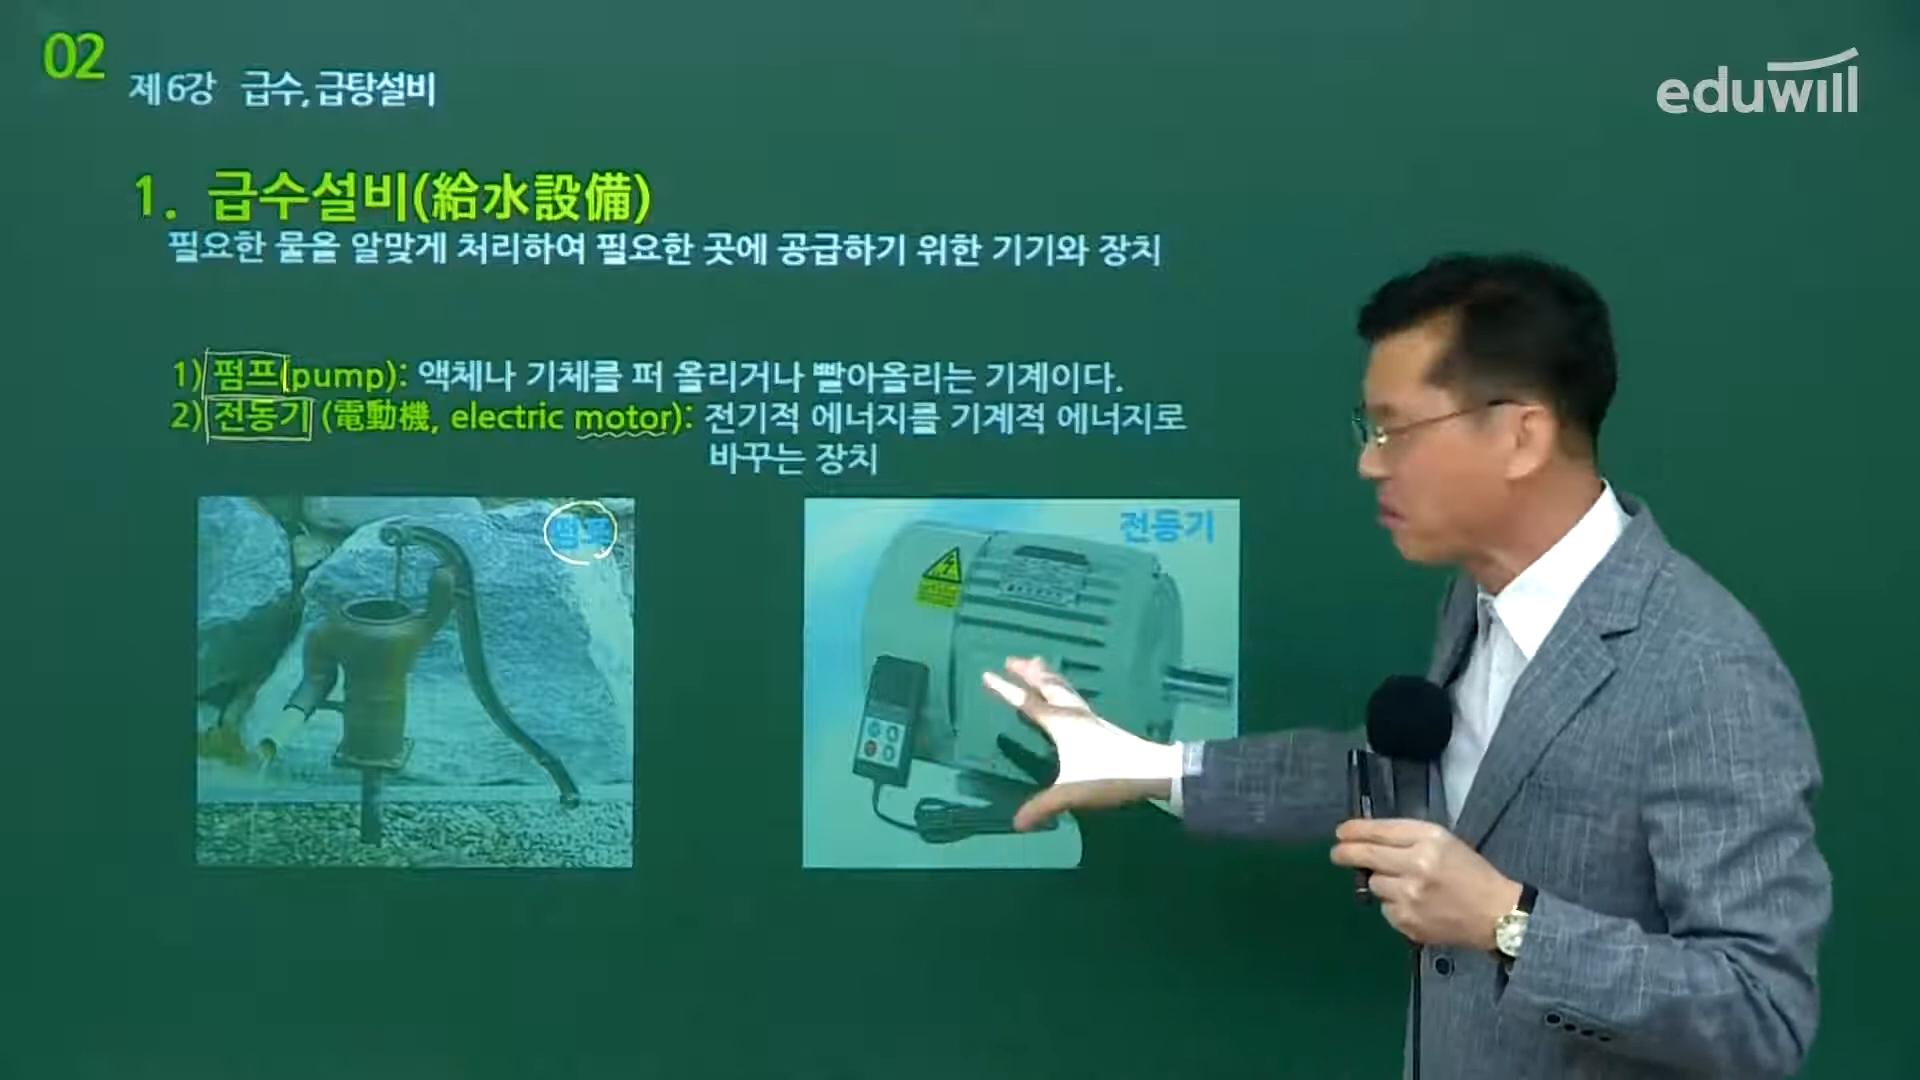 02
제6강 급수, 급탕설비
eduwill
1. 급수설비(給水設備)
필요한 물을 알맞게 처리하여 필요한 곳에 공급하기 위한 기기와 장치
1) 펌프(pump): 액체나 기체를 퍼 올리거나 빨아올리는 기계이다.
2) 전동기 (電動機, electric motor): 전기적 에너지를 기계적 에너지로
바꾸는 장치
펌프
전동기